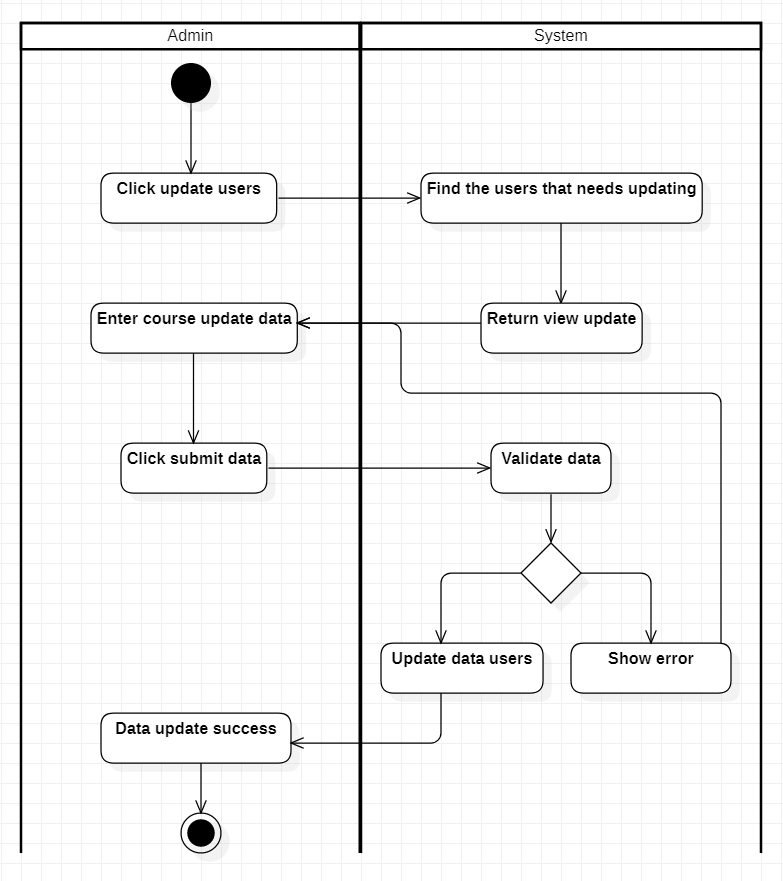 Admin
System
Click update users
Find the users that needs updating
Enter course update data
Return view update
Click submit data
Validate data
Update data users
Show error
Data update success